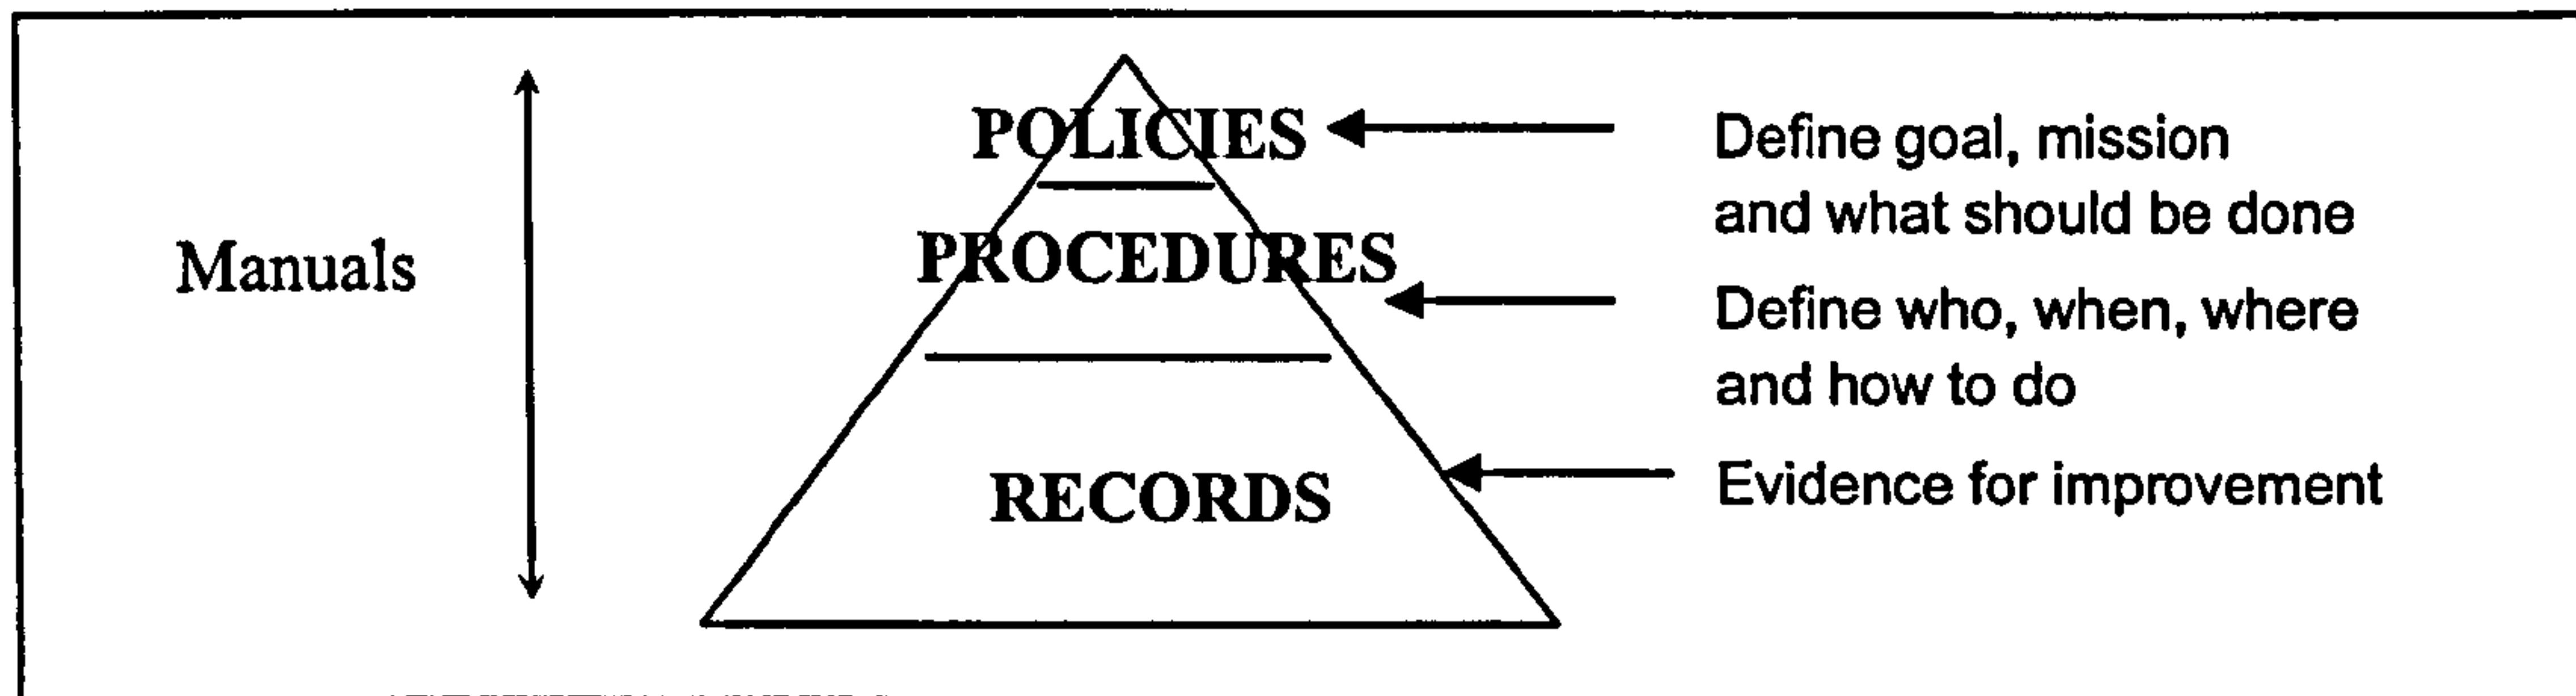 POLICIES
Define goal, mission
and what should be done
Manuals
PROCEDURES
Define who, when, where
and how to do
RECORDS
Evidence for improvement